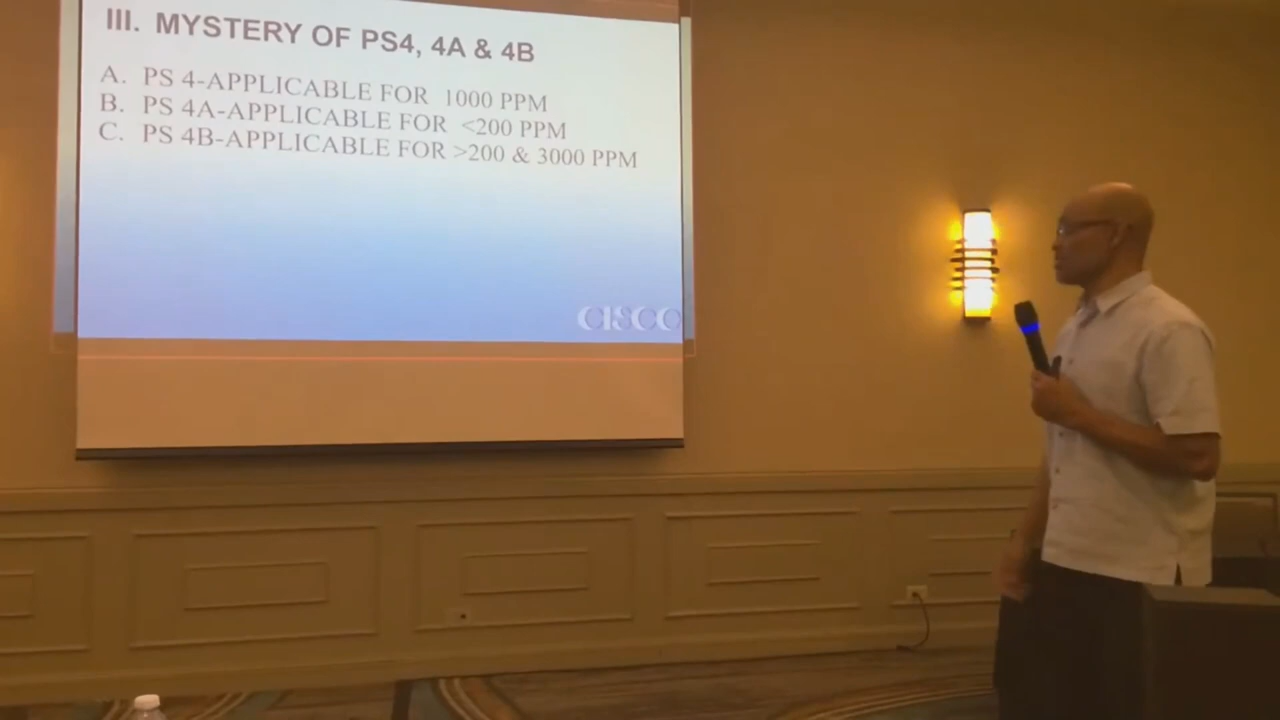 III. MYSTERY OF PS4, 4A & 4B
A. PS 4-APPLICABLE FOR 1000 PPM
B. PS 4A-APPLICABLE FOR <200 PPM
C. PS 4B-APPLICABLE FOR >200 & 3000 PPM
CISCO